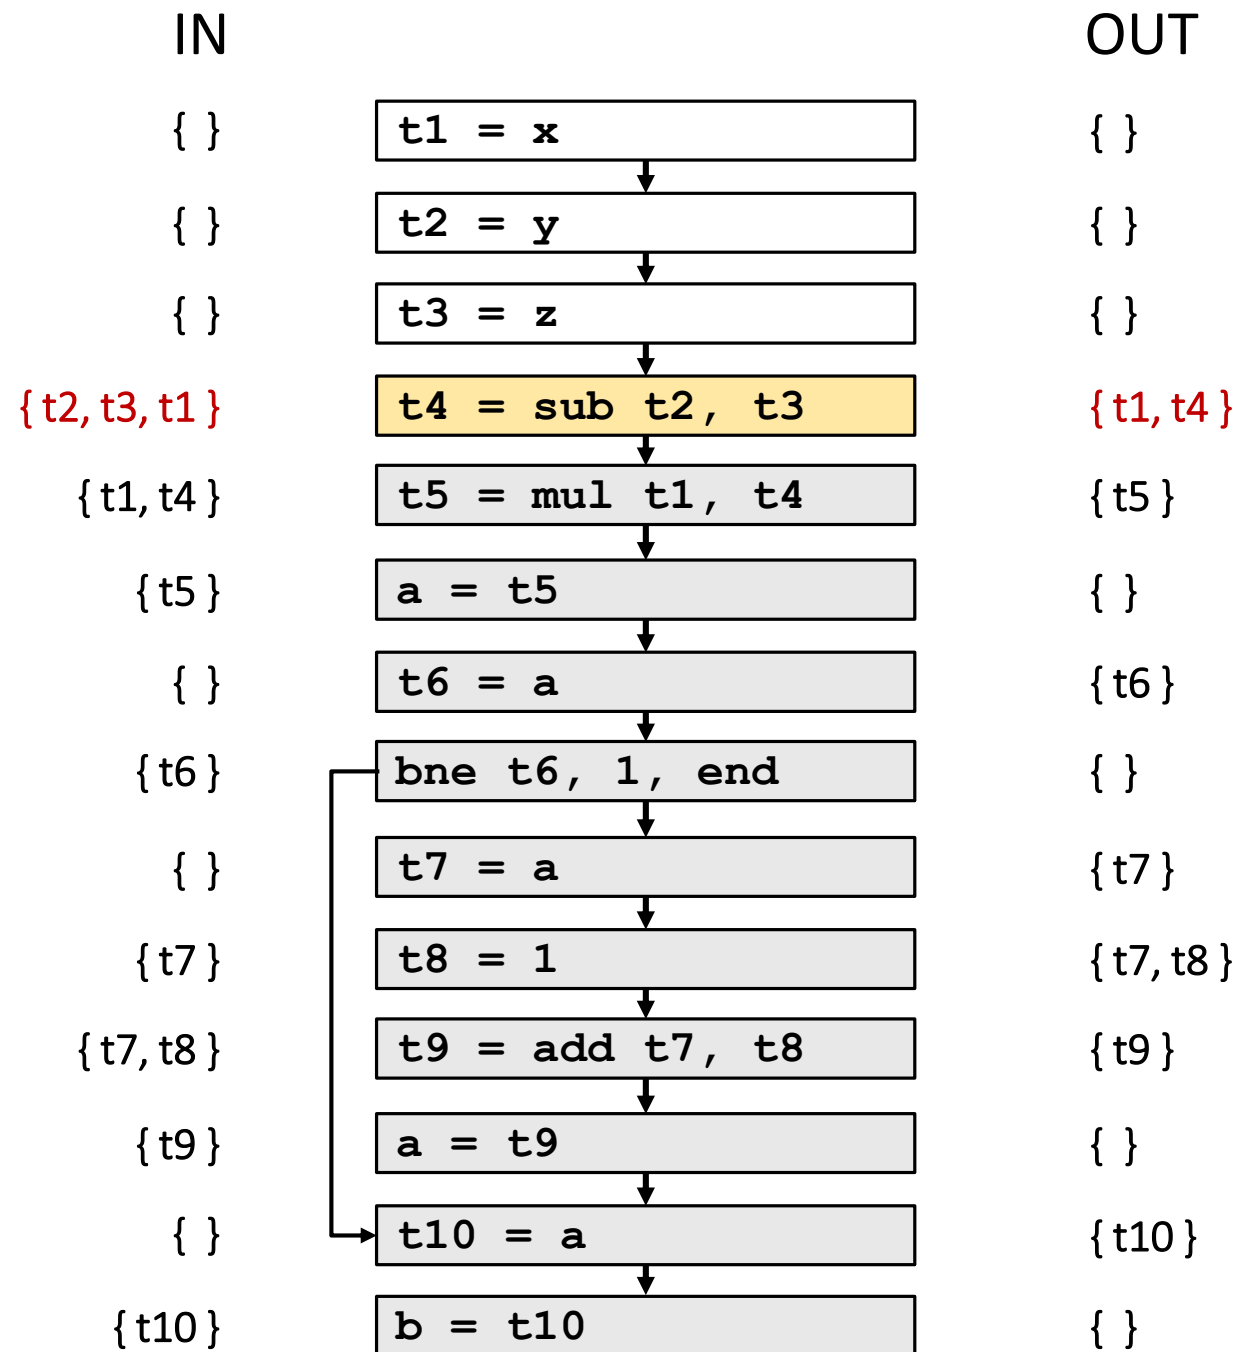 IN OUT
{ } t1 = x { }
{ } t2 = y { }
{ } t3 = z { }
{ t2, t3, t1 } t4 = sub t2, t3 { t1, t4 }
{ t1, t4 } t5 = mul t1, t4 { t5 }
{ t5 } a = t5 { }
{ } t6 = a { t6 }
{ t6 } bne t6, 1, end { }
{ } t7 = a { t7 }
{ t7 } t8 = 1 { t7, t8 }
{ t7, t8 } t9 = add t7, t8 { t9 }
{ t9 } a = t9 { }
{ } t10 = a { t10 }
{ t10 } b = t10 { }